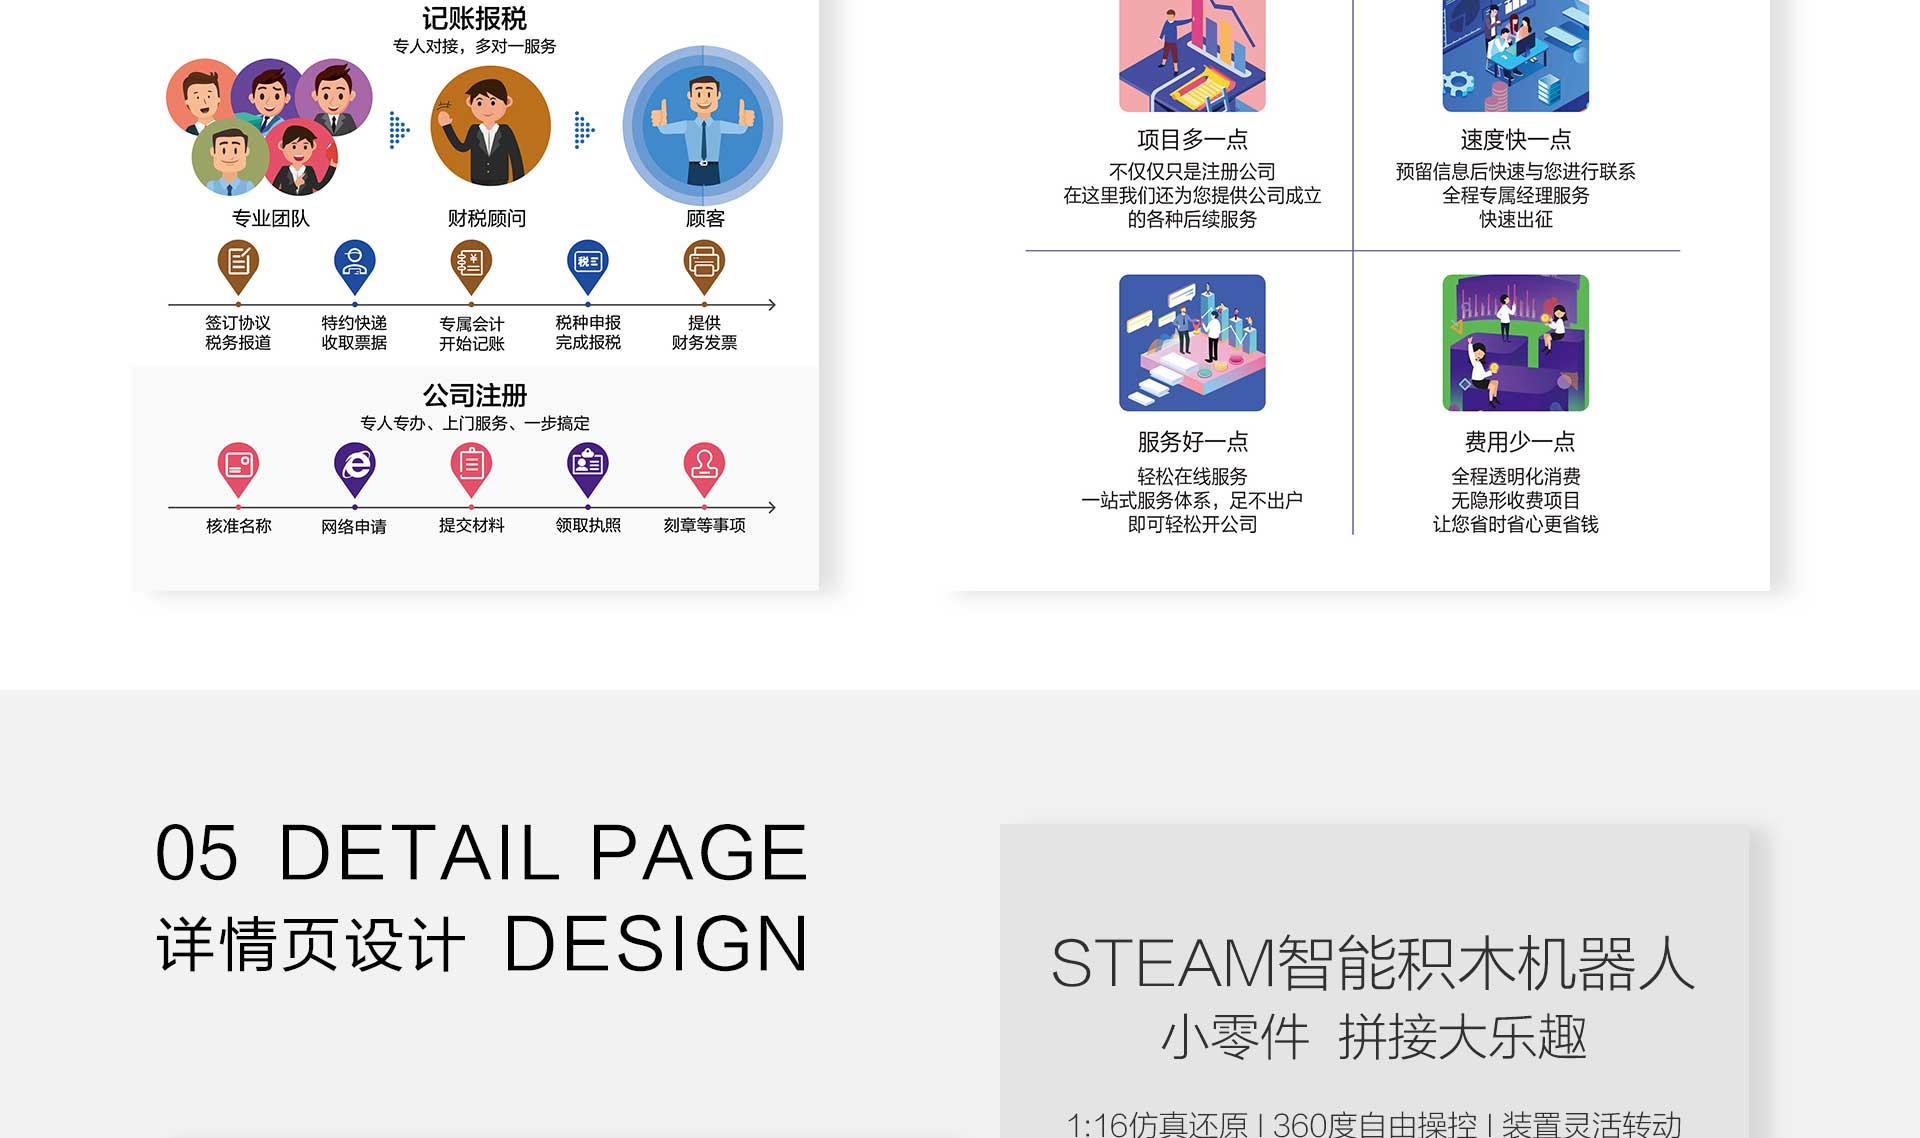 记账报税
专人对接，多对一服务
专业团队
财税顾问
顾客
税
签订协议
税务报道
特约快递
收取票据
专属会计
开始记账
税种申报
完成报税
提供
财务发票
公司注册
专人专办、上门服务、一步搞定
核准名称
网络申请
提交材料
领取执照
刻章等事项
项目多一点
不仅仅只是注册公司
在这里我们还为您提供公司成立
的各种后续服务
速度快一点
预留信息后快速与您进行联系
全程专属经理服务
快速出征
服务好一点
轻松在线服务
一站式服务体系，足不出户
即可轻松开公司
费用少一点
全程透明化消费
无隐形收费项目
让您省时省心更省钱
05 DETAIL PAGE
详情页设计 DESIGN
STEAM智能积木机器人
小零件 拼接大乐趣
1:16仿真还原 | 360度自由操控 | 装置灵活转动